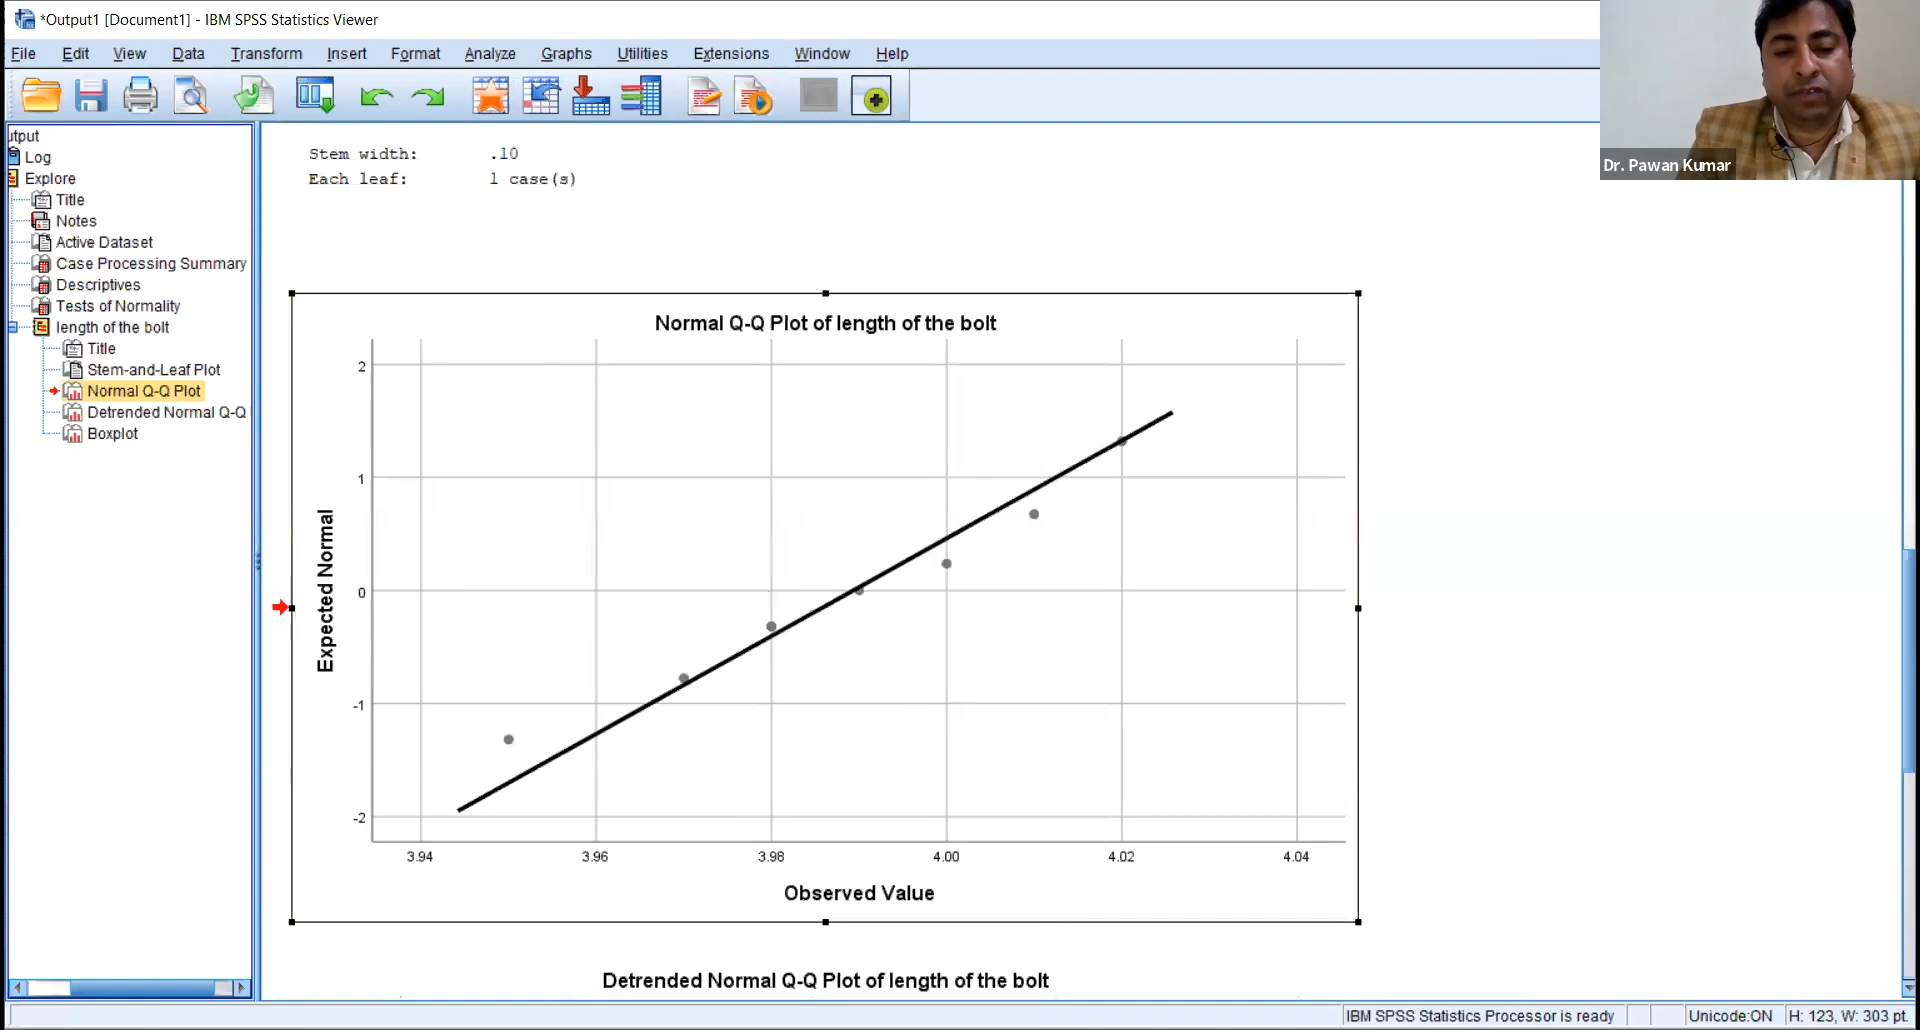 *Output1 [Document1] - IBM SPSS Statistics Viewer
File Edit View Data Transform Insert Format Analyze Graphs Utilities Extensions Window Help
Dr. Pawan Kumar
utput
Log
Explore
Title
Notes
Active Dataset
Case Processing Summary
Descriptives
Tests of Normality
length of the bolt
Title
Stem-and-Leaf Plot
Normal Q-Q Plot
Detrended Normal Q-Q
Boxplot
Stem width: .10
Each leaf: 1 case(s)
Normal Q-Q Plot of length of the bolt
Expected Normal
2
1
0
-1
-2
3.94 3.96 3.98 4.00 4.02 4.04
Observed Value
Detrended Normal Q-Q Plot of length of the bolt
IBM SPSS Statistics Processor is ready Unicode:ON H: 123, W: 303 pt.